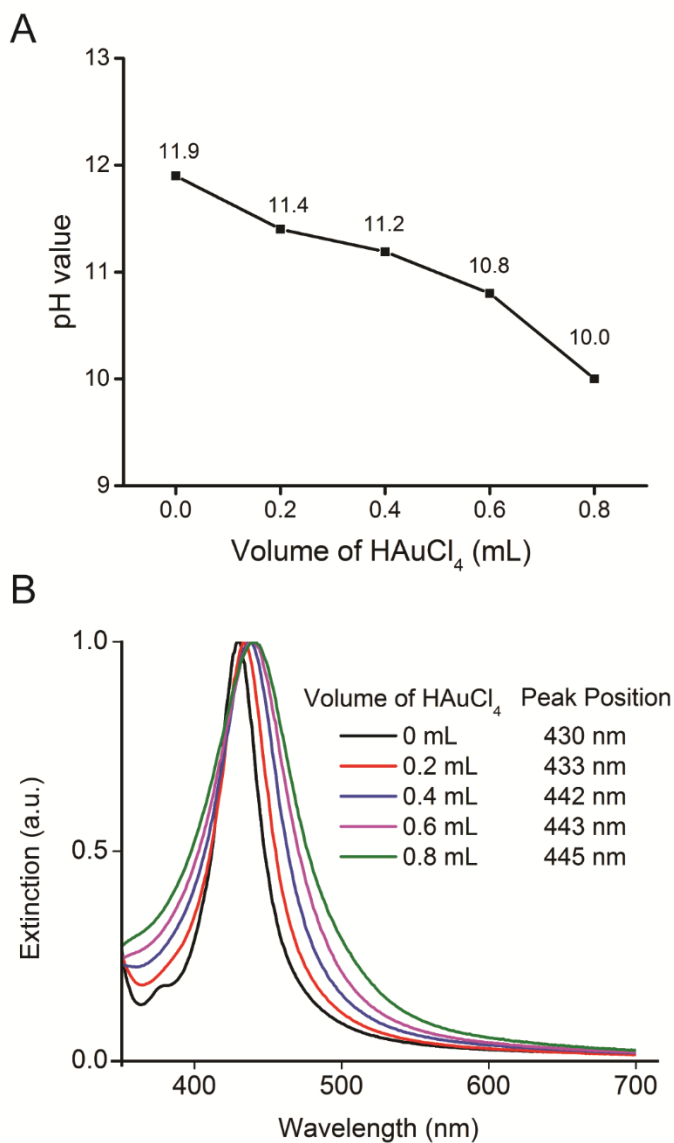 A
13
12
11
10
9
pH value
11.9
11.4
11.2
10.8
10.0
0.0 0.2 0.4 0.6 0.8
Volume of HAuCl₄ (mL)
B
1.0
0.5
0.0
Extinction (a.u.)
Volume of HAuCl₄ Peak Position
0 mL 430 nm
0.2 mL 433 nm
0.4 mL 442 nm
0.6 mL 443 nm
0.8 mL 445 nm
400 500 600 700
Wavelength (nm)